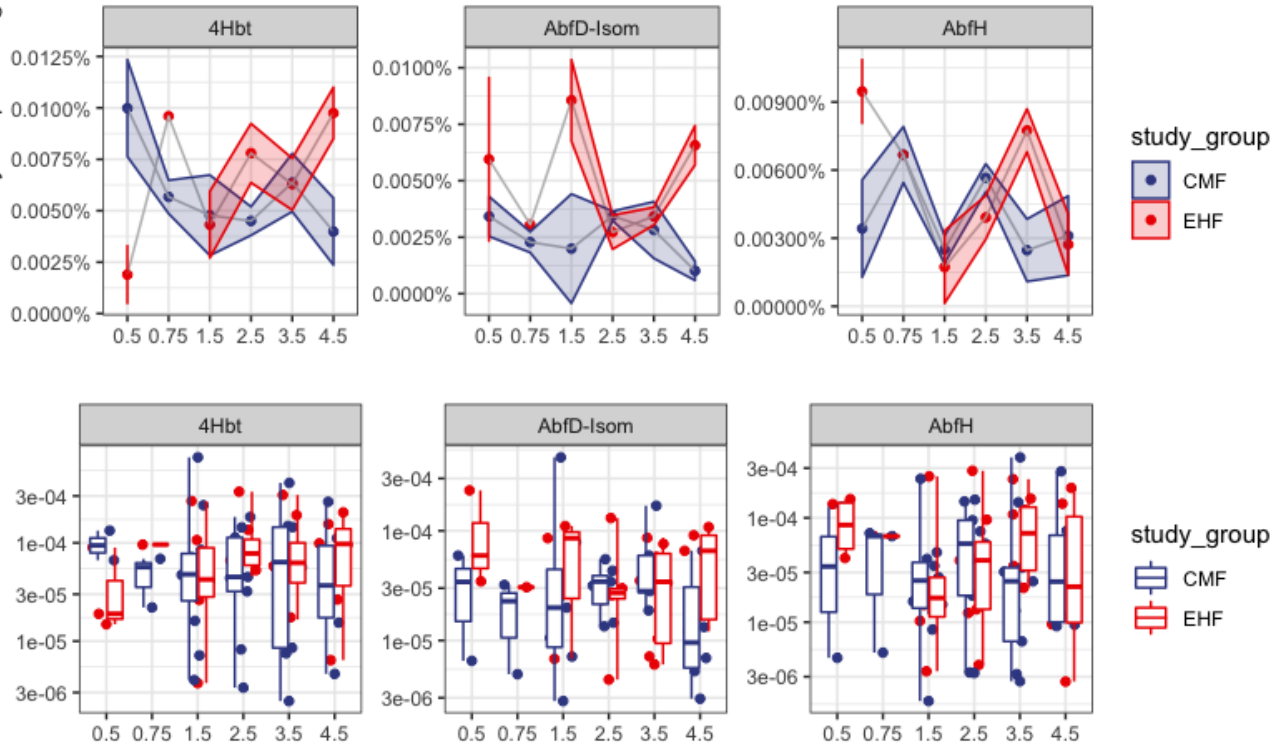 4Hbt AbfD-Isom AbfH
0.0125%
0.0100%
0.0075%
0.0050%
0.0025%
0.0000%
0.5 0.75 1.5 2.5 3.5 4.5
0.0100%
0.0075%
0.0050%
0.0025%
0.0000%
0.5 0.75 1.5 2.5 3.5 4.5
0.00900%
0.00600%
0.00300%
0.00000%
0.5 0.75 1.5 2.5 3.5 4.5
study_group
CMF
EHF
4Hbt AbfD-Isom AbfH
3e-04
1e-04
3e-05
1e-05
3e-06
0.5 0.75 1.5 2.5 3.5 4.5
3e-04
1e-04
3e-05
1e-05
3e-06
0.5 0.75 1.5 2.5 3.5 4.5
3e-04
1e-04
3e-05
1e-05
3e-06
0.5 0.75 1.5 2.5 3.5 4.5
study_group
CMF
EHF